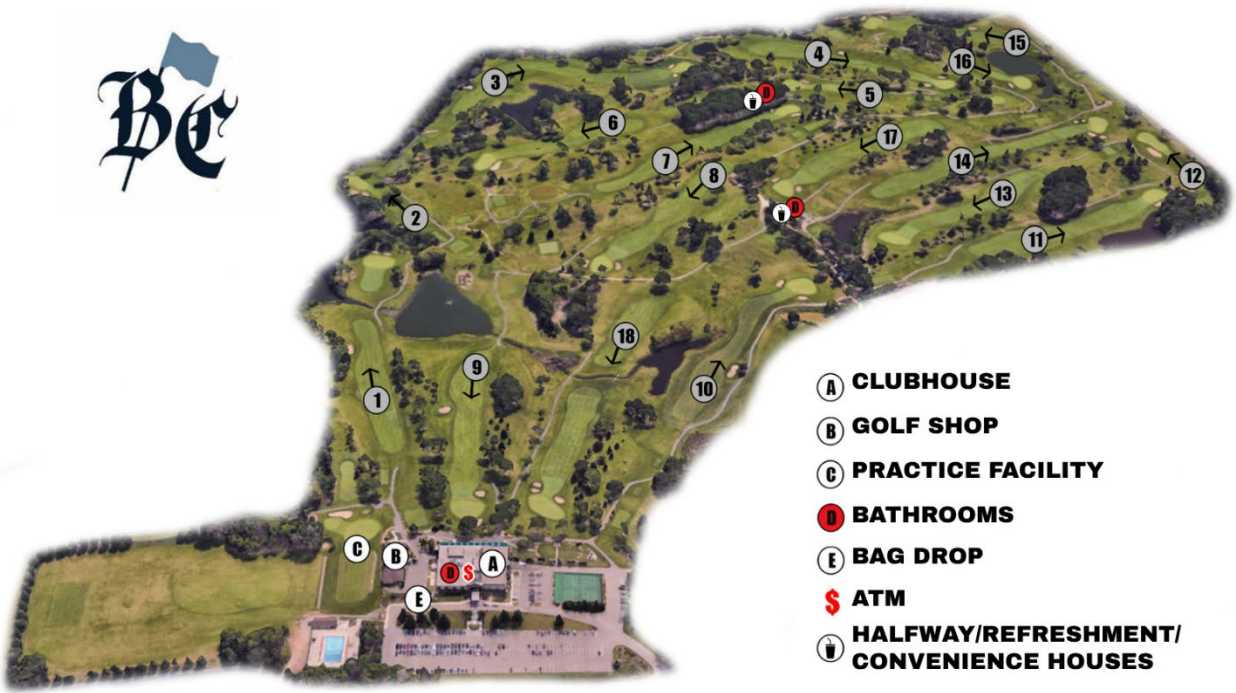 BC
15
4
16
3
D
5
6
17
7
14
8
12
13
2
D
11
18
9
10
1
A CLUBHOUSE
B GOLF SHOP
C PRACTICE FACILITY
D BATHROOMS
E BAG DROP
$ ATM
HALFWAY/REFRESHMENT/
CONVENIENCE HOUSES
C
B
D $ A
E